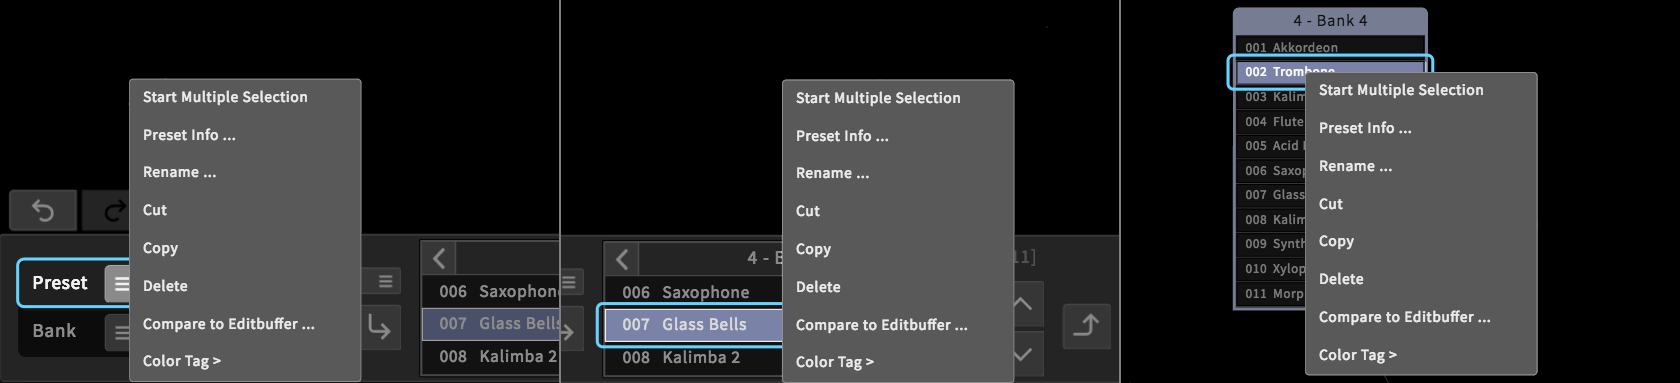 Start Multiple Selection
Preset Info ...
Rename ...
Cut
Copy
Delete
Compare to Editbuffer ...
Color Tag >
Preset
Bank
006 Saxophone
007 Glass Bells
008 Kalimba 2
Start Multiple Selection
Preset Info ...
Rename ...
Cut
Copy
Delete
Compare to Editbuffer ...
Color Tag >
4 -
11]
006 Saxophone
007 Glass Bells
008 Kalimba 2
4 - Bank 4
001 Akkordeon
002 Trombone
003 Kalim
004 Flute
005 Acid
006 Saxop
007 Glass
008 Kalim
009 Synth
010 Xylop
011 Morp
Start Multiple Selection
Preset Info ...
Rename ...
Cut
Copy
Delete
Compare to Editbuffer ...
Color Tag >